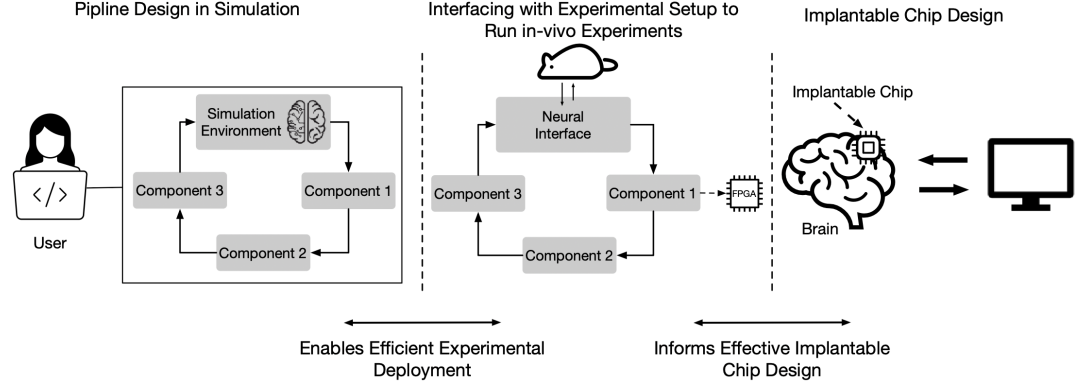 Pipline Design in Simulation
Interfacing with Experimental Setup to
Run in-vivo Experiments
Implantable Chip Design
Simulation
Environment
Component 3
Component 1
Component 2
</>
User
Neural
Interface
Component 3
Component 1
FPGA
Component 2
Implantable Chip
Brain
Enables Efficient Experimental
Deployment
Informs Effective Implantable
Chip Design